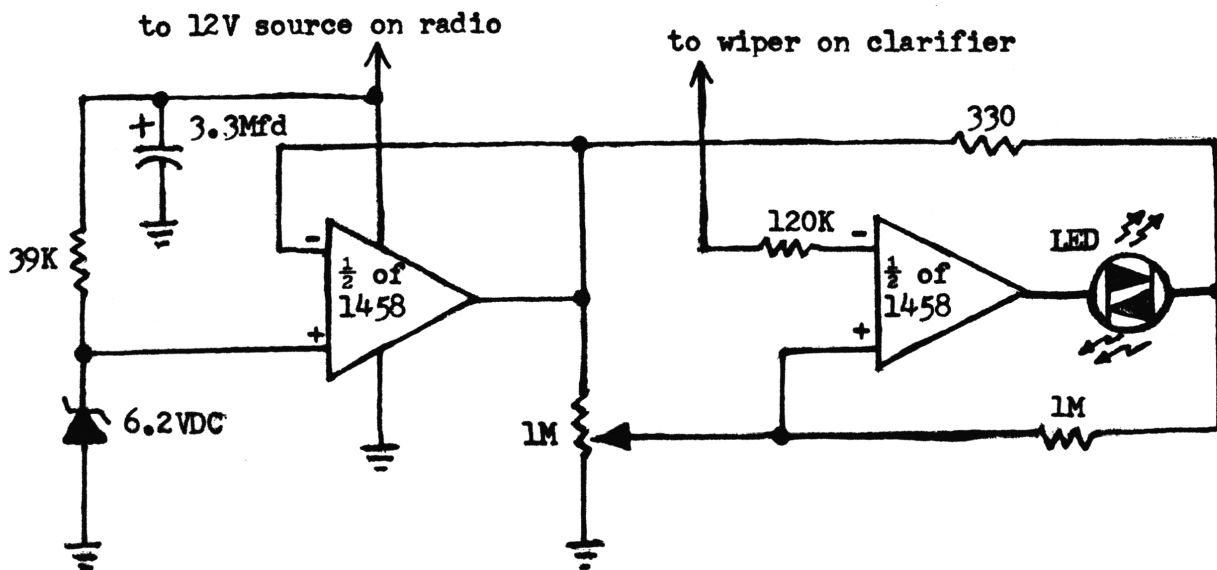 to 12V source on radio
to wiper on clarifier
+
3.3Mfd
330
39K
-
½ of
1458
+
120K
-
½ of
1458
+
LED
6.2VDC
1M
1M